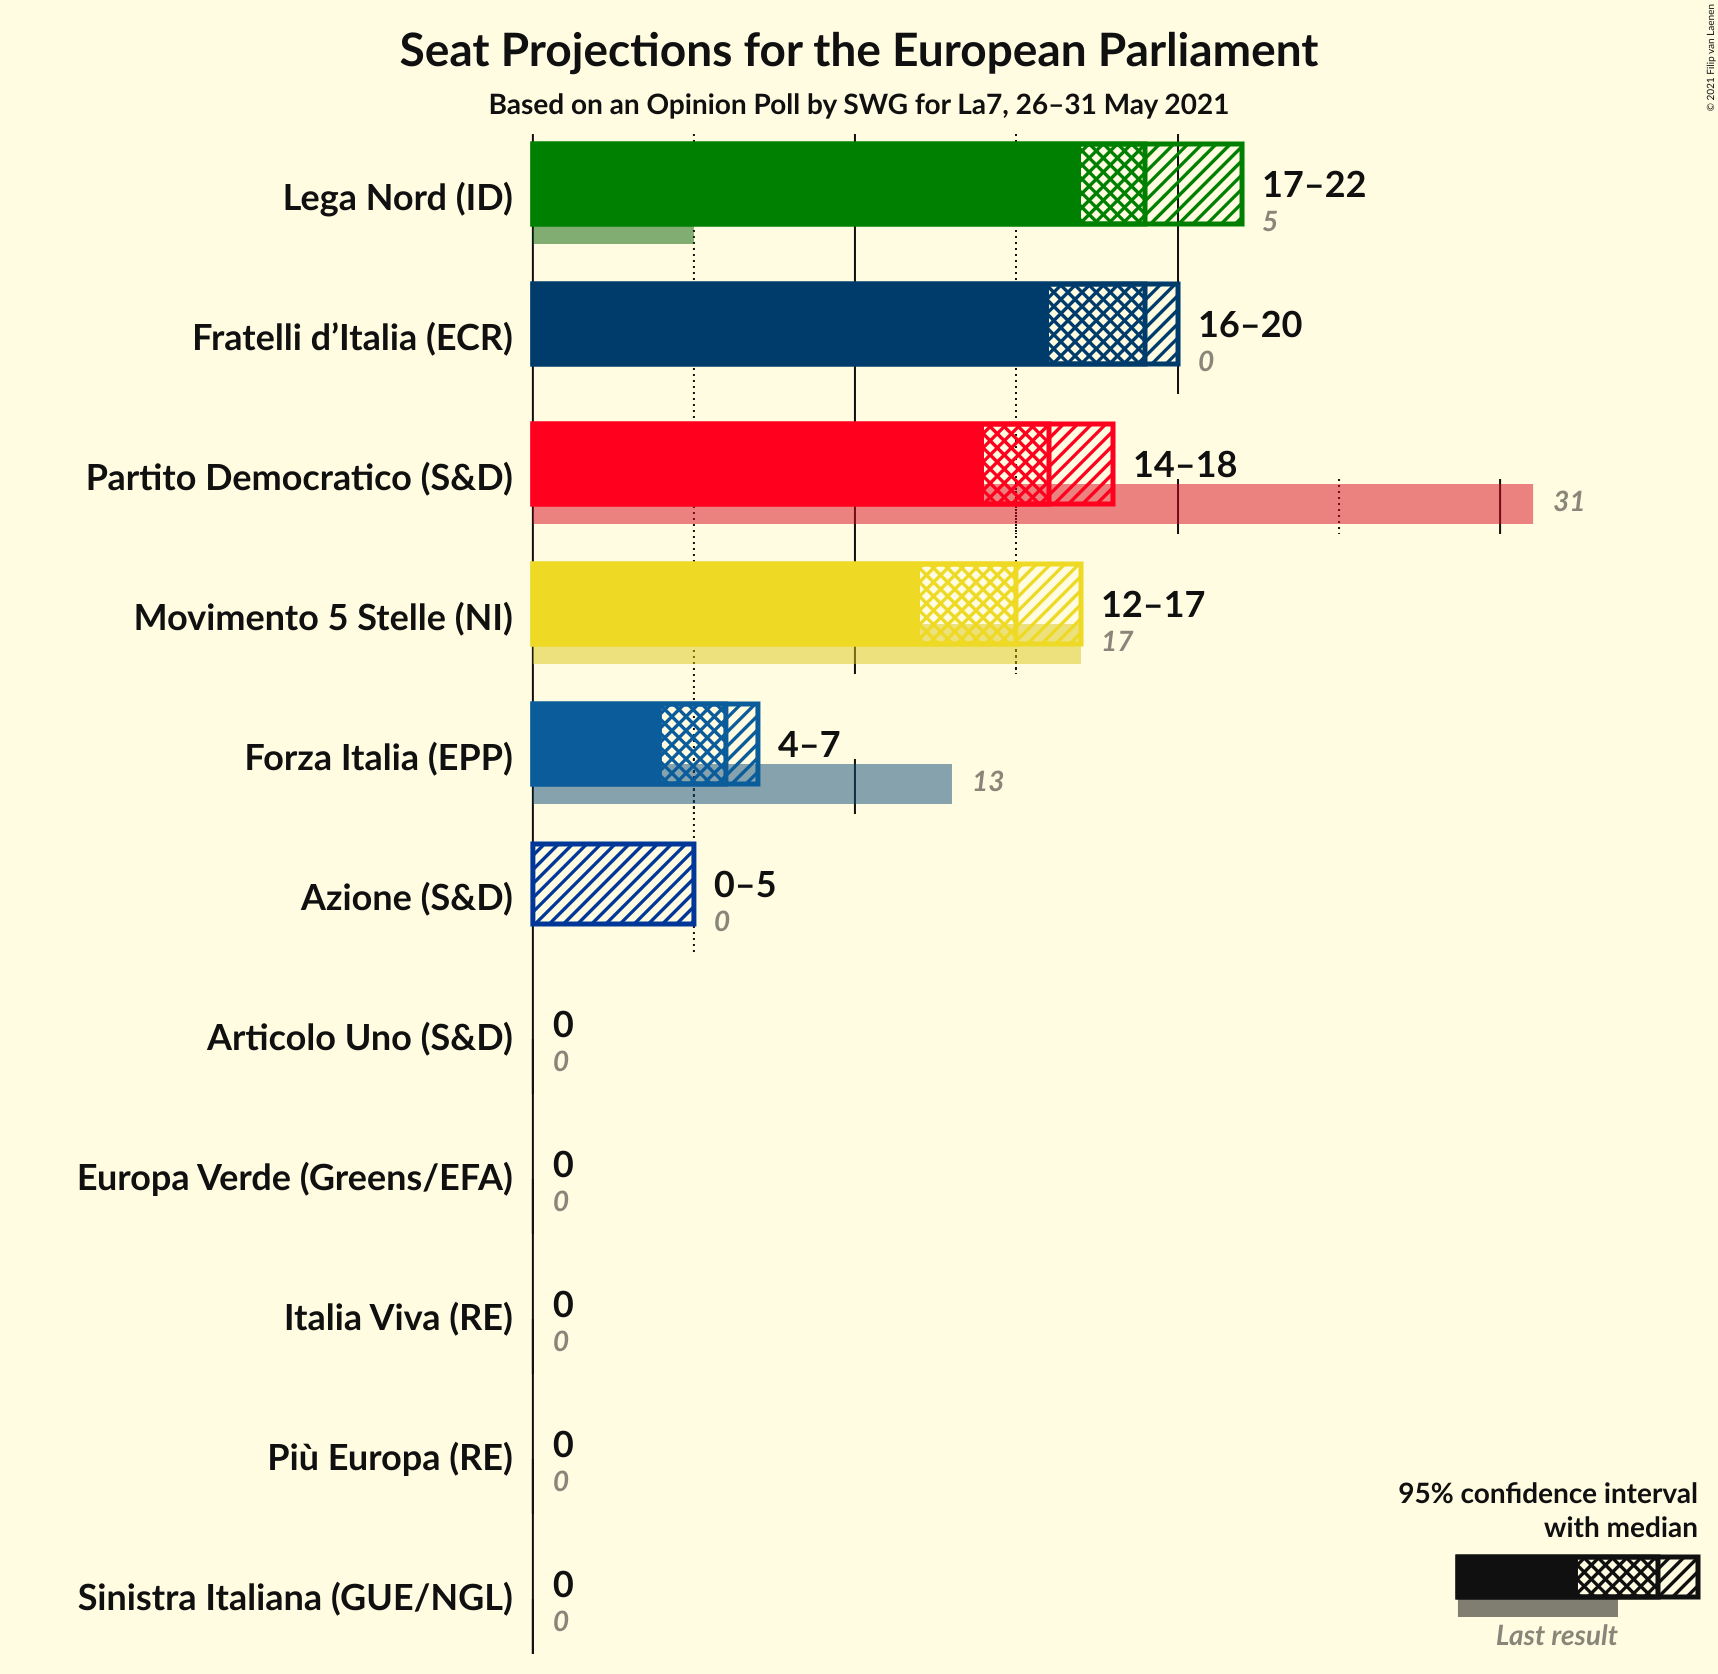 Seat Projections for the European Parliament
Based on an Opinion Poll by SWG for La7, 26–31 May 2021
© 2021 Filip van Laenen
Lega Nord (ID)
17–22
5
Fratelli d’Italia (ECR)
16–20
0
Partito Democratico (S&D)
14–18
31
Movimento 5 Stelle (NI)
12–17
17
Forza Italia (EPP)
4–7
13
Azione (S&D)
0–5
0
Articolo Uno (S&D)
0
0
Europa Verde (Greens/EFA)
0
0
Italia Viva (RE)
0
0
Più Europa (RE)
0
0
Sinistra Italiana (GUE/NGL)
0
0
95% confidence interval
with median
Last result